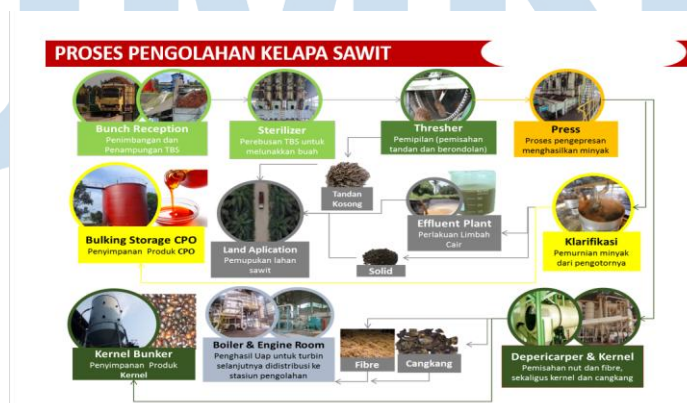 PROSES PENGOLAHAN KELAPA SAWIT
Bunch Reception
Penimbangan dan
Penampungan TBS
Sterilizer
Perebusan TBS untuk
melunakkan buah
Thresher
Pemipilan (pemisahan
tandan dan berondolan)
Press
Proses pengepresan
menghasilkan minyak
Tandan
Kosong
Bulking Storage CPO
Penyimpanan Produk CPO
Land Aplication
Pemupukan lahan
sawit
Effluent Plant
Perlakuan Limbah
Cair
Solid
Klarifikasi
Pemurnian minyak
dari pengotornya
Kernel Bunker
Penyimpanan Produk
Kernel
Boiler & Engine Room
Penghasil Uap untuk turbin
selanjutnya didistribusi ke
stasiun pengolahan
Fibre
Cangkang
Depericarper & Kernel
Pemisahan nut dan fibre,
sekaligus kernel dan cangkang